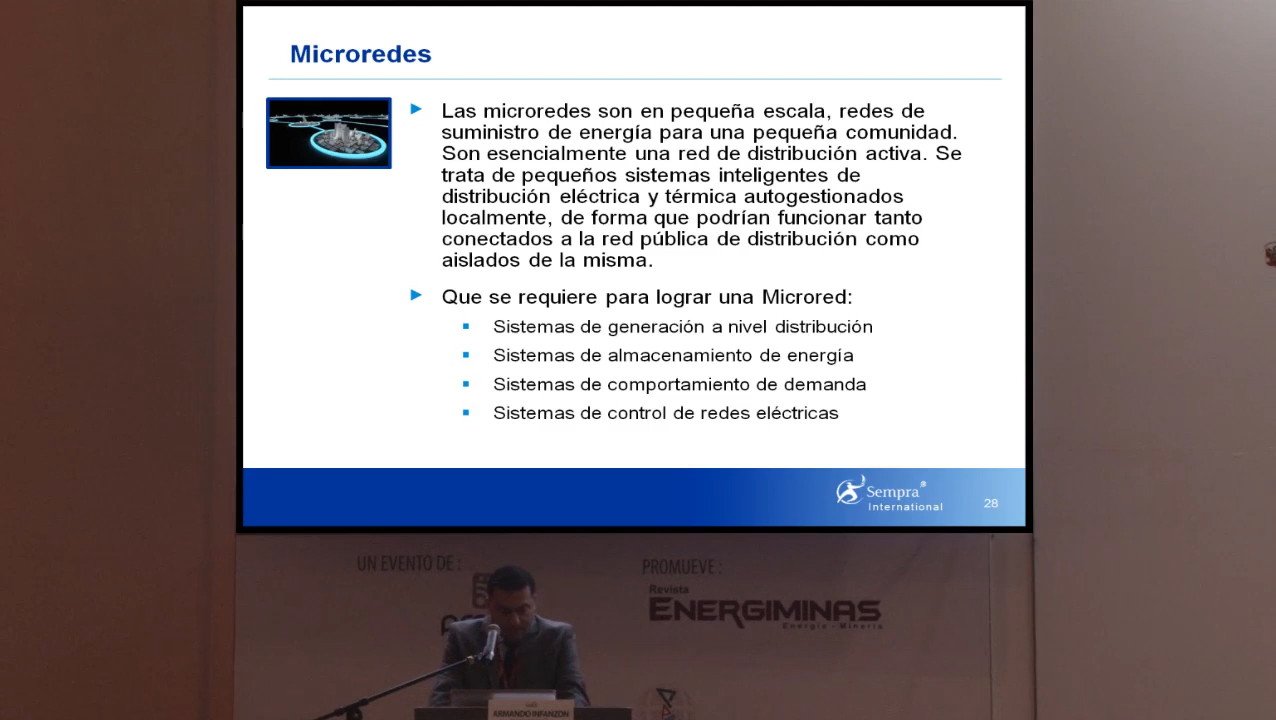 Microredes
Las microredes son en pequeña escala, redes de
suministro de energía para una pequeña comunidad.
Son esencialmente una red de distribución activa. Se
trata de pequeños sistemas inteligentes de
distribución eléctrica y térmica autogestionados
localmente, de forma que podrían funcionar tanto
conectados a la red pública de distribución como
aislados de la misma.
Que se requiere para lograr una Microred:
Sistemas de generación a nivel distribución
Sistemas de almacenamiento de energía
Sistemas de comportamiento de demanda
Sistemas de control de redes eléctricas
Sempra®
International
28
UN EVENTO DE :
PROMUEVE :
Revista
ENERGIMINAS
Energía - Minería
ARMANDO INFANZON